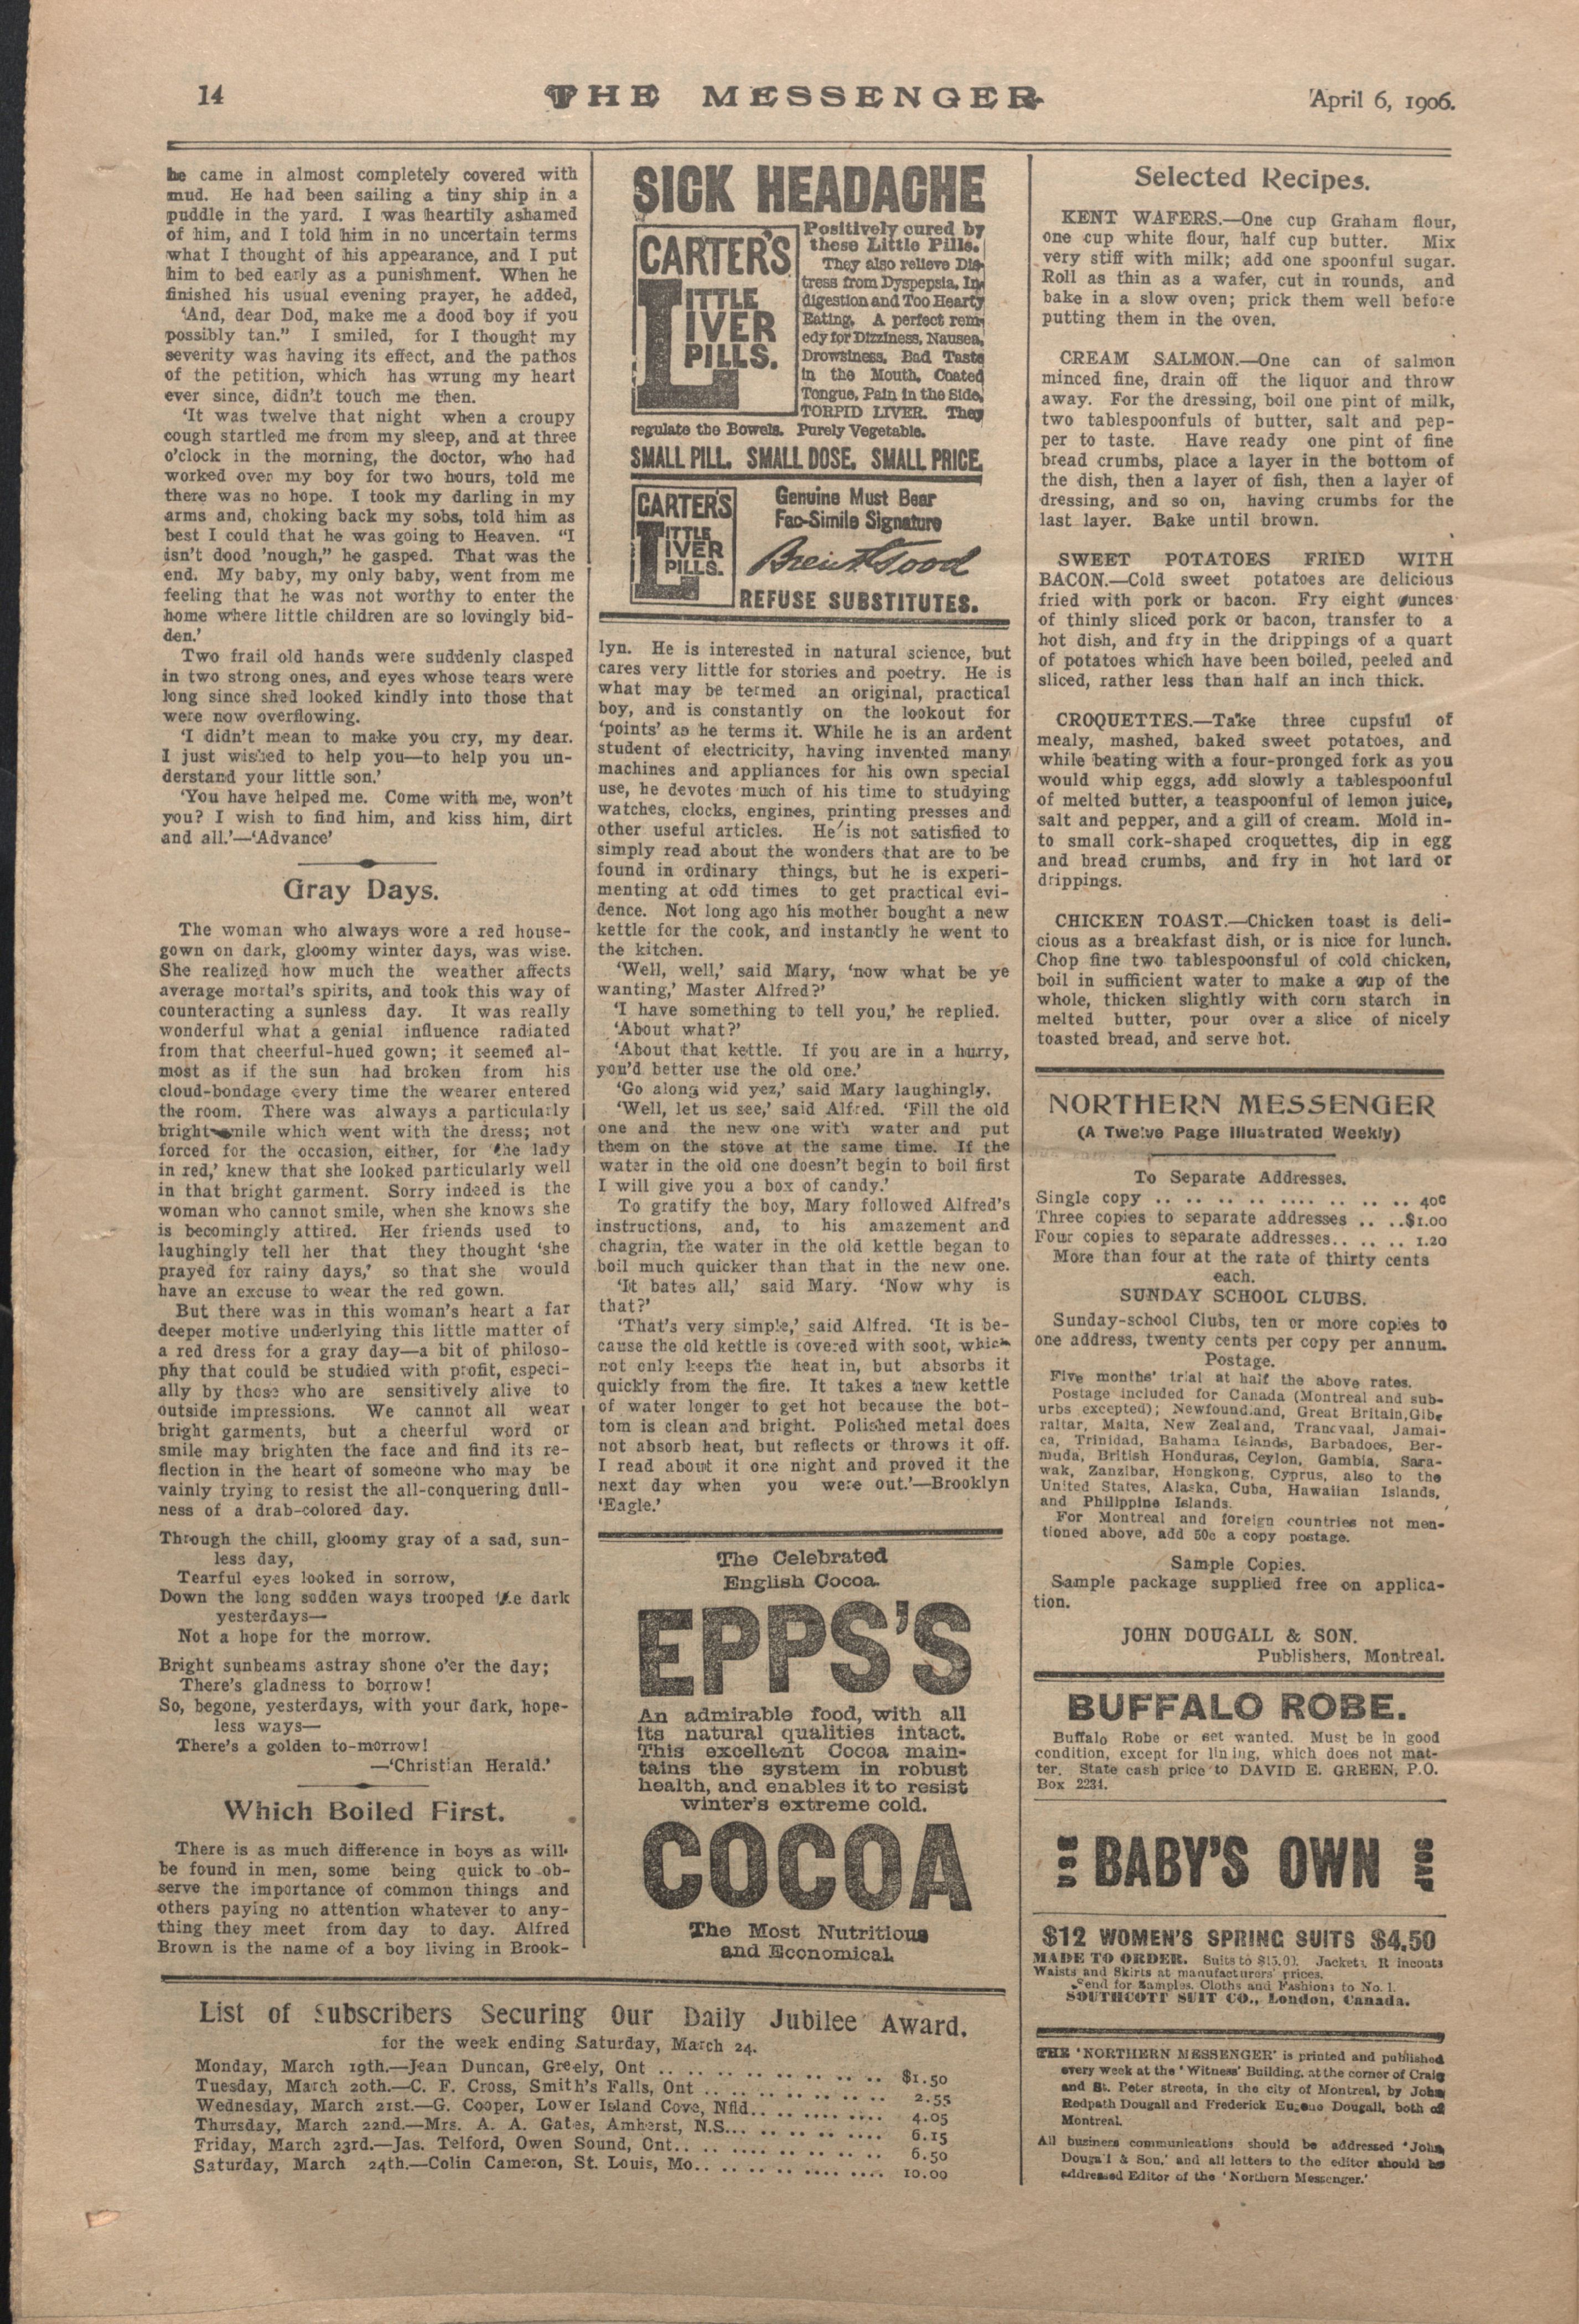 14
THE MESSENGER
April 6, 1906.
he came in almost completely covered with
mud. He had been sailing a tiny ship in a
puddle in the yard. I was heartily ashamed
of him, and I told him in no uncertain terms
what I thought of his appearance, and I put
him to bed early as a punishment. When he
finished his usual evening prayer, he added,
'And, dear Dod, make me a dood boy if you
possibly tan." I smiled, for I thought my
severity was having its effect, and the pathos
of the petition, which has wrung my heart
ever since, didn't touch me then.
'It was twelve that night when a croupy
cough startled me from my sleep, and at three
o'clock in the morning, the doctor, who had
worked over my boy for two hours, told me
there was no hope. I took my darling in my
arms and, choking back my sobs, told him as
best I could that he was going to Heaven. "I
isn't dood 'nough," he gasped. That was the
end. My baby, my only baby, went from me
feeling that he was not worthy to enter the
home where little children are so lovingly bid-
den.'
Two frail old hands were suddenly clasped
in two strong ones, and eyes whose tears were
long since shed looked kindly into those that
were now overflowing.
'I didn't mean to make you cry, my dear.
I just wished to help you—to help you un-
derstand your little son.'
'You have helped me. Come with me, won't
you? I wish to find him, and kiss him, dirt
and all.'—'Advance'
Gray Days.
The woman who always wore a red house-
gown on dark, gloomy winter days, was wise.
She realized how much the weather affects
average mortal's spirits, and took this way of
counteracting a sunless day. It was really
wonderful what a genial influence radiated
from that cheerful-hued gown; it seemed al-
most as if the sun had broken from his
cloud-bondage every time the wearer entered
the room. There was always a particularly
bright smile which went with the dress; not
forced for the occasion, either, for 'the lady
in red,' knew that she looked particularly well
in that bright garment. Sorry indeed is the
woman who cannot smile, when she knows she
is becomingly attired. Her friends used to
laughingly tell her that they thought 'she
prayed for rainy days,' so that she would
have an excuse to wear the red gown.
But there was in this woman's heart a far
deeper motive underlying this little matter of
a red dress for a gray day—a bit of philoso-
phy that could be studied with profit, especi-
ally by those who are sensitively alive to
outside impressions. We cannot all wear
bright garments, but a cheerful word or
smile may brighten the face and find its re-
flection in the heart of someone who may be
vainly trying to resist the all-conquering dull-
ness of a drab-colored day.
Through the chill, gloomy gray of a sad, sun-
less day,
Tearful eyes looked in sorrow,
Down the long sodden ways trooped the dark
yesterdays—
Not a hope for the morrow.
Bright sunbeams astray shone o'er the day;
There's gladness to borrow!
So, begone, yesterdays, with your dark, hope-
less ways—
There's a golden to-morrow!
—'Christian Herald.'
Which Boiled First.
There is as much difference in boys as will
be found in men, some being quick to ob-
serve the importance of common things and
others paying no attention whatever to any-
thing they meet from day to day. Alfred
Brown is the name of a boy living in Brook-
SICK HEADACHE
CARTER'S
LITTLE
LIVER
PILLS.
Positively cured by
these Little Pills.
They also relieve Dis-
tress from Dyspepsia, In-
digestion and Too Hearty
Eating. A perfect rem-
edy for Dizziness, Nausea,
Drowsiness, Bad Taste
in the Mouth, Coated
Tongue, Pain in the Side,
TORPID LIVER. They
regulate the Bowels. Purely Vegetable.
SMALL PILL. SMALL DOSE. SMALL PRICE.
CARTER'S
LITTLE
LIVER
PILLS.
Genuine Must Bear
Fac-Simile Signature
Brent Good
REFUSE SUBSTITUTES.
lyn. He is interested in natural science, but
cares very little for stories and poetry. He is
what may be termed an original, practical
boy, and is constantly on the lookout for
'points' as he terms it. While he is an ardent
student of electricity, having invented many
machines and appliances for his own special
use, he devotes much of his time to studying
watches, clocks, engines, printing presses and
other useful articles. He is not satisfied to
simply read about the wonders that are to be
found in ordinary things, but he is experi-
menting at odd times to get practical evi-
dence. Not long ago his mother bought a new
kettle for the cook, and instantly he went to
the kitchen.
'Well, well,' said Mary, 'now what be ye
wanting,' Master Alfred?'
'I have something to tell you,' he replied.
'About what?'
'About that kettle. If you are in a hurry,
you'd better use the old one.'
'Go along wid yez,' said Mary laughingly.
'Well, let us see,' said Alfred. 'Fill the old
one and the new one with water and put
them on the stove at the same time. If the
water in the old one doesn't begin to boil first
I will give you a box of candy.'
To gratify the boy, Mary followed Alfred's
instructions, and, to his amazement and
chagrin, the water in the old kettle began to
boil much quicker than that in the new one.
'It bates all,' said Mary. 'Now why is
that?'
'That's very simple,' said Alfred. 'It is be-
cause the old kettle is covered with soot, which
not only keeps the heat in, but absorbs it
quickly from the fire. It takes a new kettle
of water longer to get hot because the bot-
tom is clean and bright. Polished metal does
not absorb heat, but reflects or throws it off.
I read about it one night and proved it the
next day when you were out.'—Brooklyn
'Eagle.'
The Celebrated
English Cocoa.
EPPS'S
An admirable food, with all
its natural qualities intact.
This excellent Cocoa main-
tains the system in robust
health, and enables it to resist
winter's extreme cold.
COCOA
The Most Nutritious
and Economical.
List of Subscribers Securing Our Daily Jubilee Award.
for the week ending Saturday, March 24.
Monday, March 19th.—Jean Duncan, Greely, Ont .. .. .. .. .. .. .. .. $1.50
Tuesday, March 20th.—C. F. Cross, Smith's Falls, Ont .. .. .. .. .. .. .. 2.55
Wednesday, March 21st.—G. Cooper, Lower Island Cove, Nfld.. .. .. .... .... 4.05
Thursday, March 22nd.—Mrs. A. A. Gates, Amherst, N.S... .. .. .. .... 6.15
Friday, March 23rd.—Jas. Telford, Owen Sound, Ont.. .. .... .. .. .. .. 6.50
Saturday, March 24th.—Colin Cameron, St. Louis, Mo.. .. .. .. .... .... 10.00
Selected Recipes.
KENT WAFERS.—One cup Graham flour,
one cup white flour, half cup butter. Mix
very stiff with milk; add one spoonful sugar.
Roll as thin as a wafer, cut in rounds, and
bake in a slow oven; prick them well before
putting them in the oven.
CREAM SALMON.—One can of salmon
minced fine, drain off the liquor and throw
away. For the dressing, boil one pint of milk,
two tablespoonfuls of butter, salt and pep-
per to taste. Have ready one pint of fine
bread crumbs, place a layer in the bottom of
the dish, then a layer of fish, then a layer of
dressing, and so on, having crumbs for the
last layer. Bake until brown.
SWEET POTATOES FRIED WITH
BACON.—Cold sweet potatoes are delicious
fried with pork or bacon. Fry eight ounces
of thinly sliced pork or bacon, transfer to a
hot dish, and fry in the drippings of a quart
of potatoes which have been boiled, peeled and
sliced, rather less than half an inch thick.
CROQUETTES.—Take three cupsful of
mealy, mashed, baked sweet potatoes, and
while beating with a four-pronged fork as you
would whip eggs, add slowly a tablespoonful
of melted butter, a teaspoonful of lemon juice,
salt and pepper, and a gill of cream. Mold in-
to small cork-shaped croquettes, dip in egg
and bread crumbs, and fry in hot lard or
drippings.
CHICKEN TOAST.—Chicken toast is deli-
cious as a breakfast dish, or is nice for lunch.
Chop fine two tablespoonsful of cold chicken,
boil in sufficient water to make a cup of the
whole, thicken slightly with corn starch in
melted butter, pour over a slice of nicely
toasted bread, and serve hot.
NORTHERN MESSENGER
(A Twelve Page Illustrated Weekly)
To Separate Addresses.
Single copy .. .. .. .. .. .... .. .. .. 40c
Three copies to separate addresses .. ..$1.00
Four copies to separate addresses.. .. .. 1.20
More than four at the rate of thirty cents
each.
SUNDAY SCHOOL CLUBS.
Sunday-school Clubs, ten or more copies to
one address, twenty cents per copy per annum.
Postage.
Five months' trial at half the above rates.
Postage included for Canada (Montreal and sub-
urbs excepted); Newfoundland, Great Britain, Gib-
raltar, Malta, New Zealand, Transvaal, Jamai-
ca, Trinidad, Bahama Islands, Barbadoes, Ber-
muda, British Honduras, Ceylon, Gambia, Sara-
wak, Zanzibar, Hongkong, Cyprus, also to the
United States, Alaska, Cuba, Hawaiian Islands,
and Philippine Islands.
For Montreal and foreign countries not men-
tioned above, add 50c a copy postage.
Sample Copies.
Sample package supplied free on applica-
tion.
JOHN DOUGALL & SON.
Publishers, Montreal.
BUFFALO ROBE.
Buffalo Robe or set wanted. Must be in good
condition, except for lining, which does not mat-
ter. State cash price to DAVID E. GREEN, P.O.
Box 2234.
USE BABY'S OWN SOAP
$12 WOMEN'S SPRING SUITS $4.50
MADE TO ORDER. Suits to $15.00. Jackets, Raincoats
Waists and Skirts at manufacturers' prices.
Send for Samples, Cloths and Fashions to No. 1.
SOUTHCOTT SUIT CO., London, Canada.
THE 'NORTHERN MESSENGER' is printed and published
every week at the 'Witness' Building, at the corner of Craig
and St. Peter streets, in the city of Montreal, by John
Redpath Dougall and Frederick Eugene Dougall, both of
Montreal.
All business communications should be addressed 'John
Dougall & Son,' and all letters to the editor should be
addressed Editor of the 'Northern Messenger.'